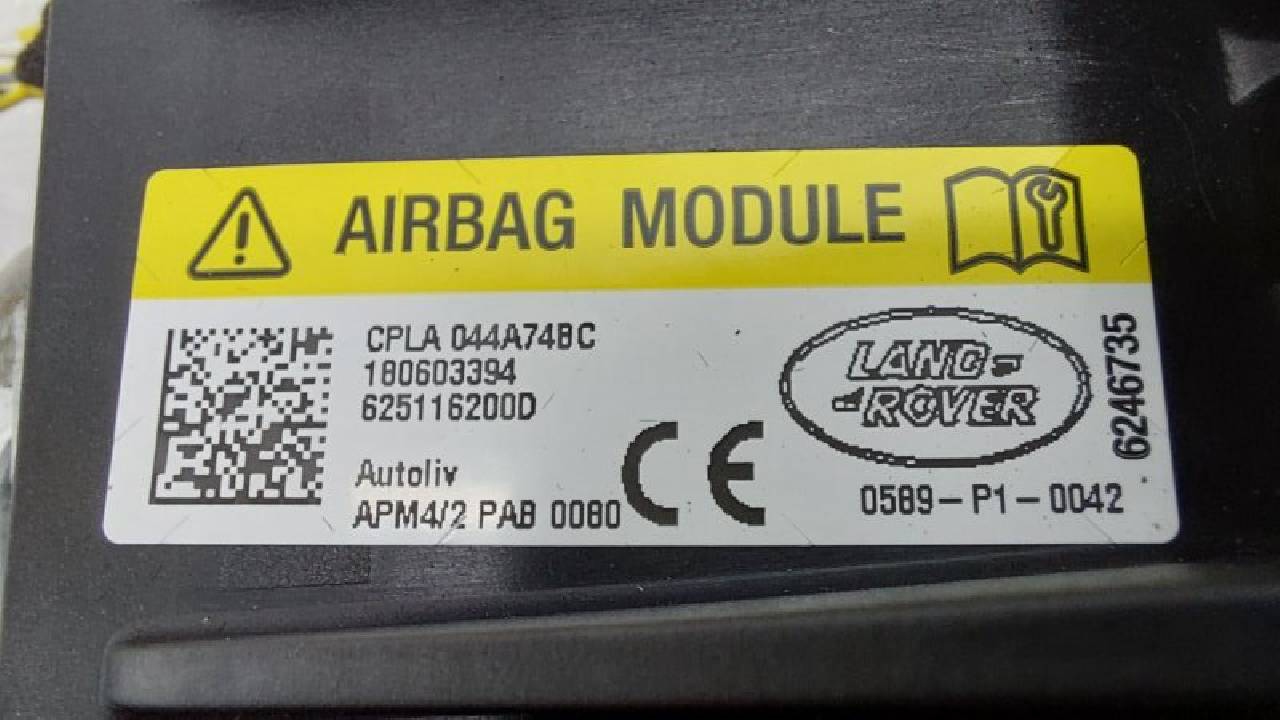 AIRBAG MODULE
CPLA 044A74BC
180603394
625116200D
Autoliv
APM4/2 PAB 0080
CE
LAND-
-ROVER
0589-P1-0042
6246735